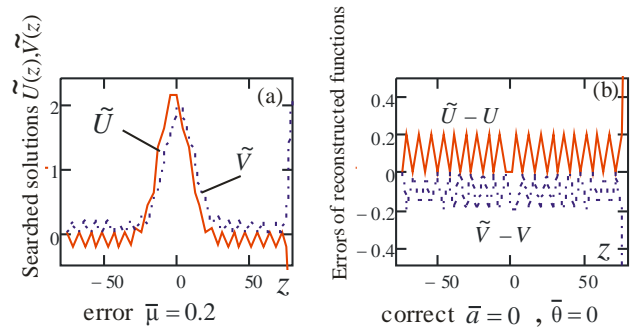 Searched solutions Ũ(z),Ṽ(z)
2
1
0
(a)
Ũ
Ṽ
−50
0
50
z
error μ̄ = 0.2
Errors of reconstructed functions
0.4
0.2
0
−0.2
−0.4
(b)
Ũ − U
Ṽ − V
z
−50
0
50
correct ā = 0 , θ̄ = 0